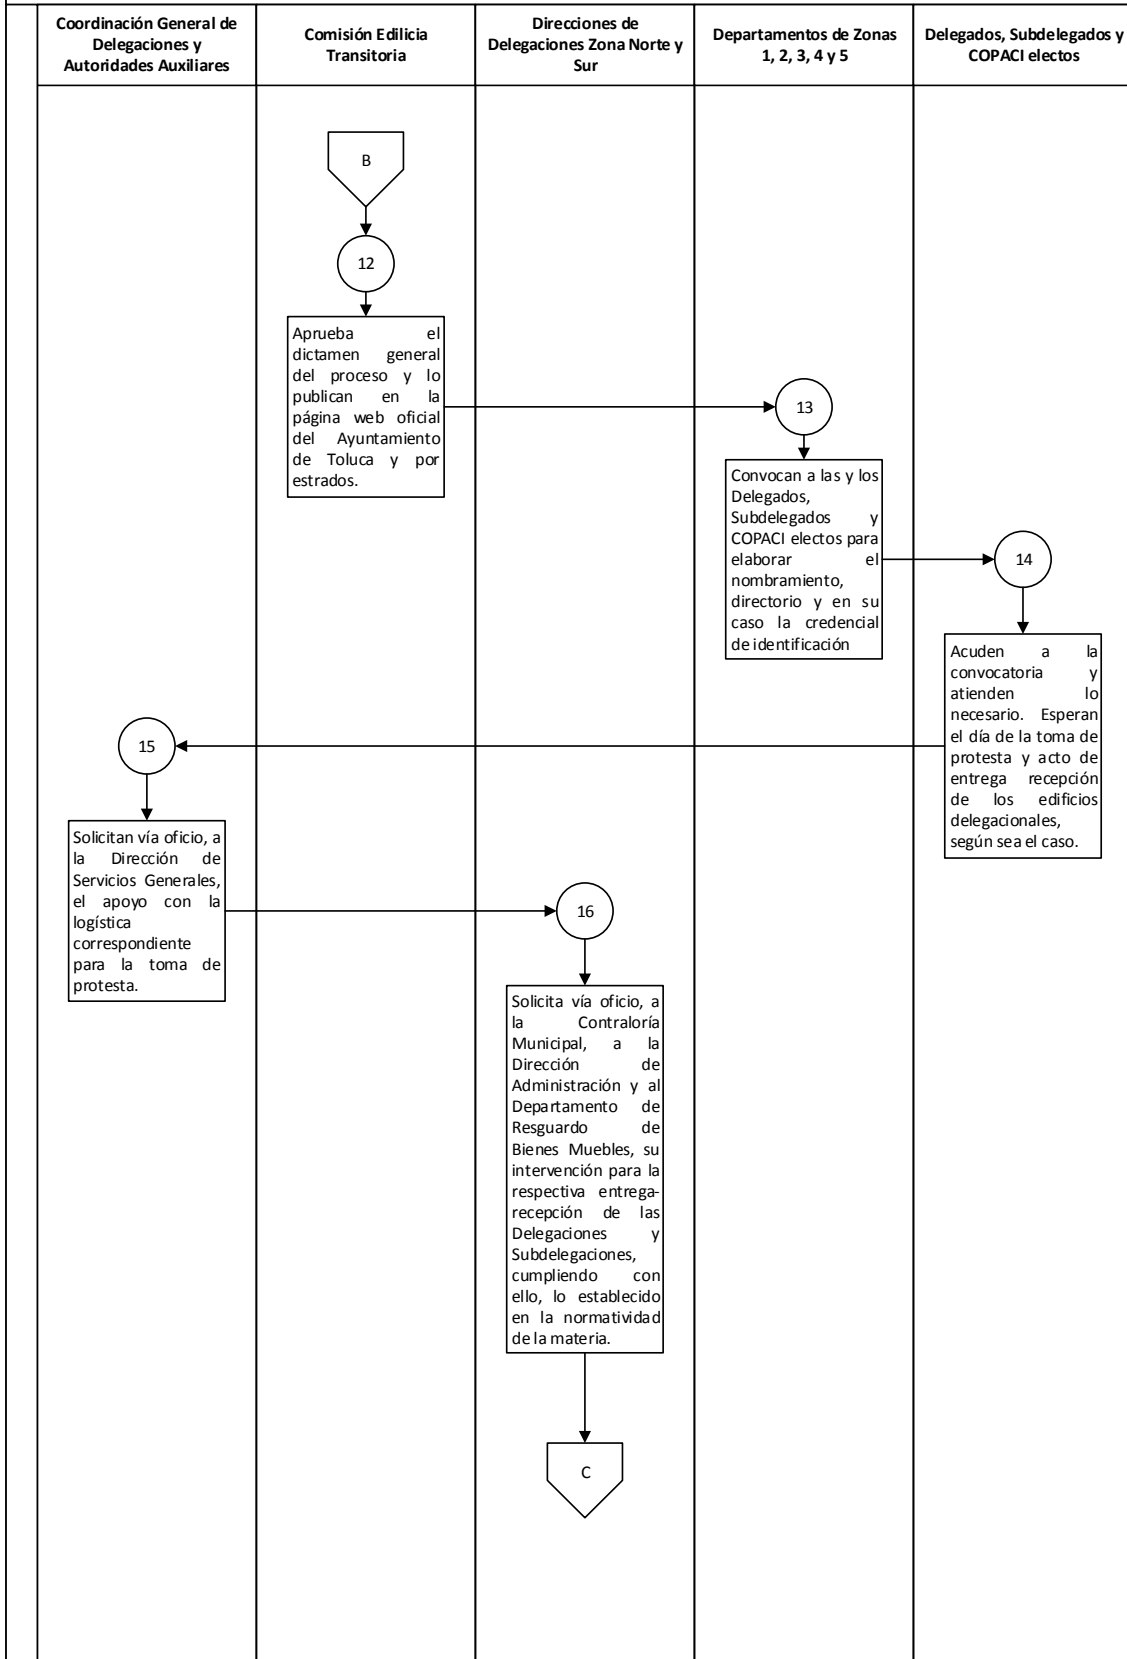 Coordinación General de
Delegaciones y
Autoridades Auxiliares
Comisión Edilicia
Transitoria
Direcciones de
Delegaciones Zona Norte y
Sur
Departamentos de Zonas
1, 2, 3, 4 y 5
Delegados, Subdelegados y
COPACI electos
B
12
Aprueba el
dictamen general
del proceso y lo
publican en la
página web oficial
del Ayuntamiento
de Toluca y por
estrados.
13
Convocan a las y los
Delegados,
Subdelegados y
COPACI electos para
elaborar el
nombramiento,
directorio y en su
caso la credencial
de identificación
14
Acuden a la
convocatoria y
atienden lo
necesario. Esperan
el día de la toma de
protesta y acto de
entrega recepción
de los edificios
delegacionales,
según sea el caso.
15
Solicitan vía oficio, a
la Dirección de
Servicios Generales,
el apoyo con la
logística
correspondiente
para la toma de
protesta.
16
Solicita vía oficio, a
la Contraloría
Municipal, a la
Dirección de
Administración y al
Departamento de
Resguardo de
Bienes Muebles, su
intervención para la
respectiva entrega-
recepción de las
Delegaciones y
Subdelegaciones,
cumpliendo con
ello, lo establecido
en la normatividad
de la materia.
C